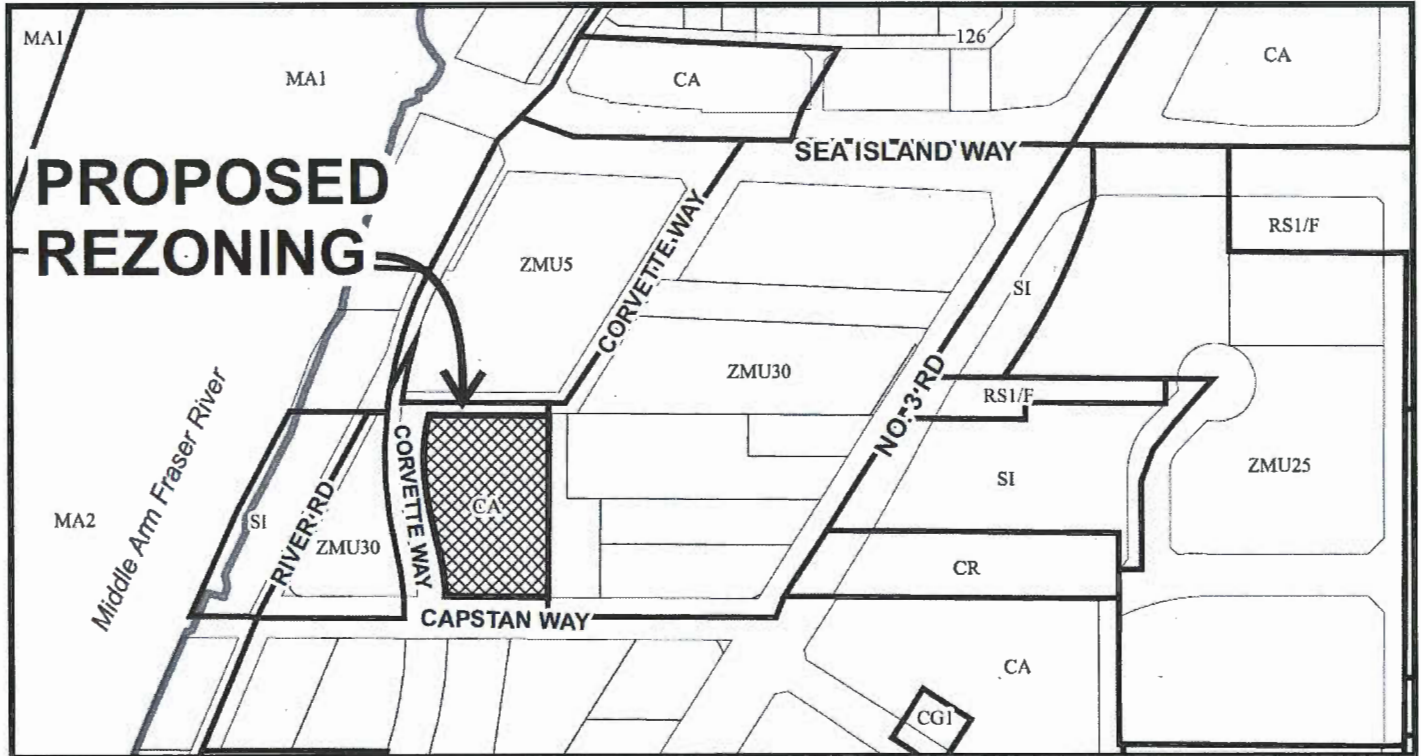 MA1
MA1
126
CA
CA
PROPOSED
REZONING
SEA ISLAND WAY
CORVETTE WAY
RS1/F
ZMU5
SI
ZMU30
NO. 3 RD
RS1/F
CORVETTE WAY
CA
SI
ZMU25
MA2
Middle Arm Fraser River
SI
RIVER RD
ZMU30
CR
CAPSTAN WAY
CA
CG1